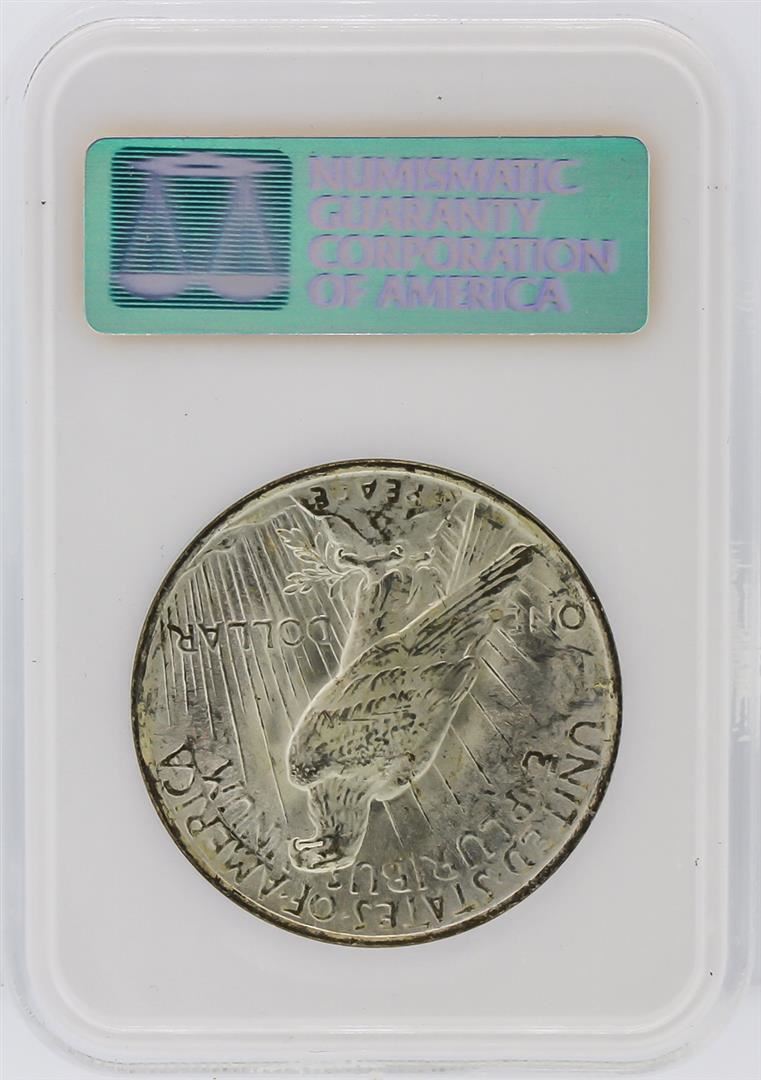 NUMISMATIC
GUARANTY
CORPORATION
OF AMERICA
UNITED·STATES·OF·AMERICA
E PLURIBUS UNUM
ONE DOLLAR
PEACE